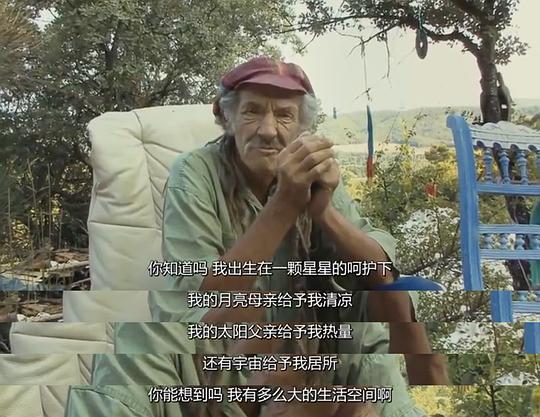 你知道吗 我出生在一颗星星的呵护下
我的月亮母亲给予我清凉
我的太阳父亲给予我热量
还有宇宙给予我居所
你能想到吗 我有多么大的生活空间啊